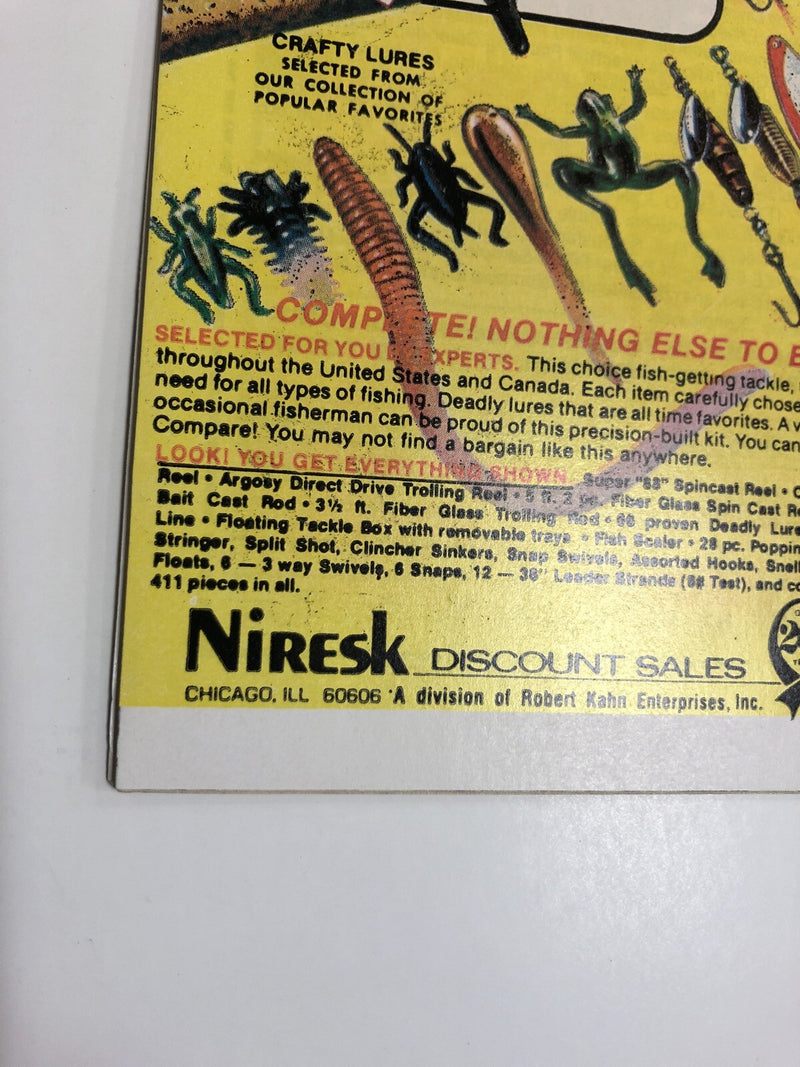 CRAFTY LURES
SELECTED FROM
OUR COLLECTION OF
POPULAR FAVORITES
COMPLETE! NOTHING ELSE TO
SELECTED FOR YOU EXPERTS. This choice fish-getting tackle,
throughout the United States and Canada. Each item carefully chose
need for all types of fishing. Deadly lures that are all time favorites. A
occasional fisherman can be proud of this precision-built kit. You can
Compare! You may not find a bargain like this anywhere.
LOOK! YOU GET EVERYTHING SHOWN. Super "88" Spincast Reel •
Reel • Argosy Direct Drive Trolling Reel • 5 ft. 2 pc. Fiber Glass Spin Cast
Bait Cast Rod • 3½ ft. Fiber Glass Trolling Rod • 66 proven Deadly Lure
Line • Floating Tackle Box with removable trays • Fish Scaler • 28 pc. Poppin
Stringer, Split Shot, Clincher Sinkers, Snap Swivels, Assorted Hooks, Snell
Floats, 6 — 3 way Swivels, 6 Snaps, 12 — 36" Leader Strands (8# Test), and
411 pieces in all.
NIRESK DISCOUNT SALES
CHICAGO, ILL 60606 A division of Robert Kahn Enterprises, Inc.